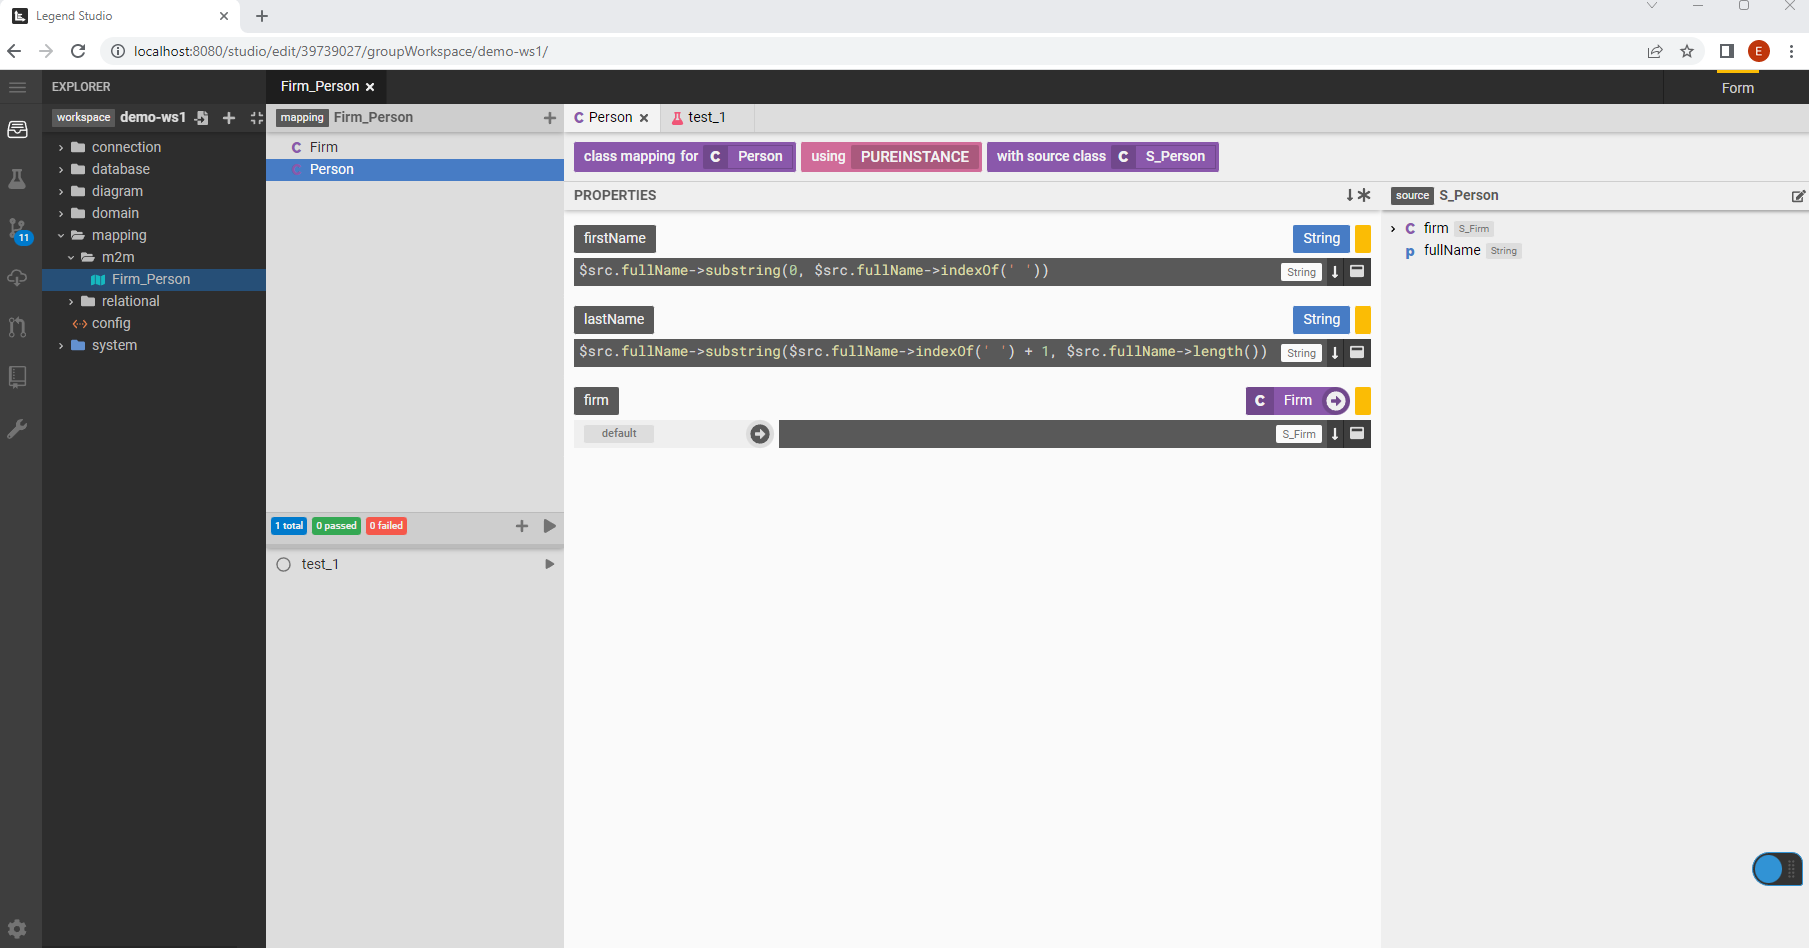 Legend Studio
localhost:8080/studio/edit/39739027/groupWorkspace/demo-ws1/
E
EXPLORER
Firm_Person
Form
workspace demo-ws1
mapping Firm_Person
C Person
test_1
connection
database
diagram
domain
mapping
m2m
Firm_Person
relational
config
system
11
C Firm
C Person
class mapping for C Person
using PUREINSTANCE
with source class C S_Person
PROPERTIES
source S_Person
firstName
String
$src.fullName->substring(0, $src.fullName->indexOf(' '))
String
lastName
String
$src.fullName->substring($src.fullName->indexOf(' ') + 1, $src.fullName->length())
String
firm
C Firm
default
S_Firm
C firm S_Firm
p fullName String
1 total 0 passed 0 failed
test_1